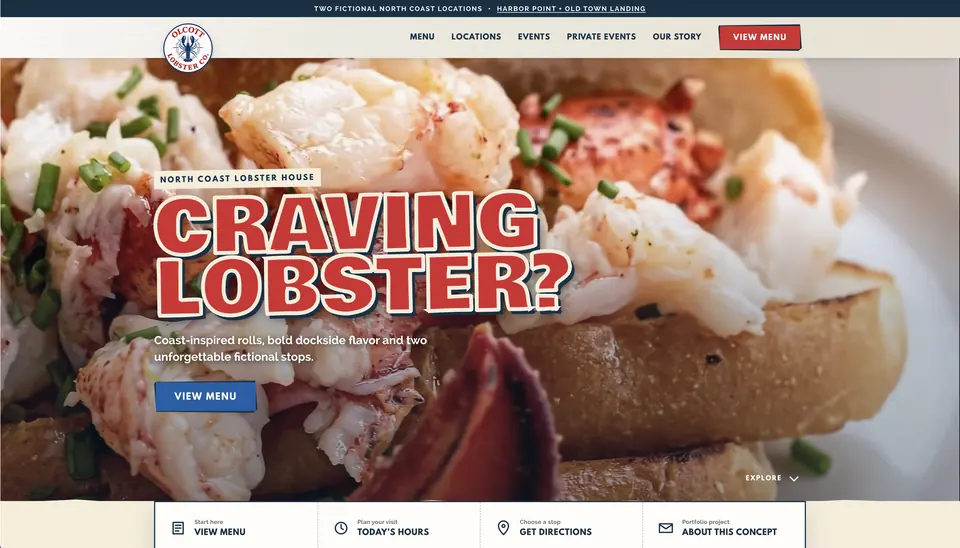 TWO FICTIONAL NORTH COAST LOCATIONS • HARBOR POINT • OLD TOWN LANDING
OLCOTT
LOBSTER CO.
MENU LOCATIONS EVENTS PRIVATE EVENTS OUR STORY VIEW MENU
NORTH COAST LOBSTER HOUSE
CRAVING
LOBSTER?
Coast-inspired rolls, bold dockside flavor and two
unforgettable fictional stops.
VIEW MENU
EXPLORE
Start here
VIEW MENU
Plan your visit
TODAY'S HOURS
Choose a stop
GET DIRECTIONS
Portfolio project
ABOUT THIS CONCEPT